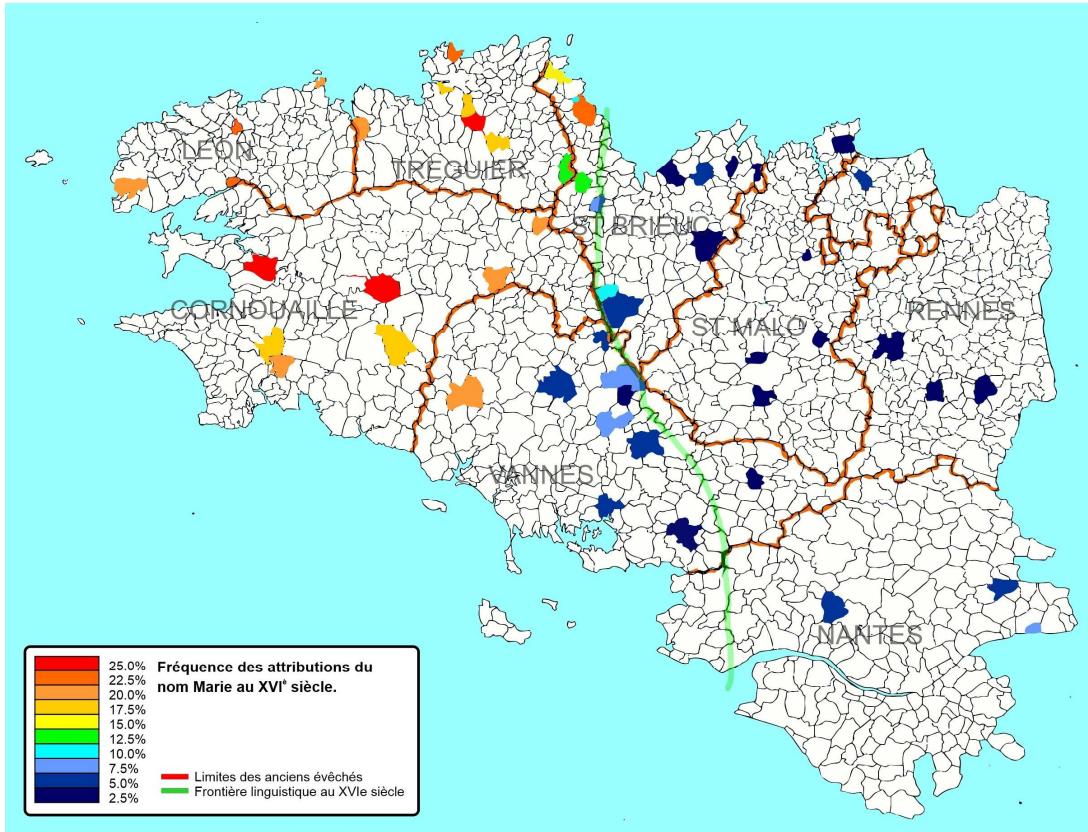 LEON
TREGUIER
ST BRIEUC
CORNOUAILLE
ST MALO
RENNES
VANNES
NANTES
Fréquence des attributions du
nom Marie au XVIᵉ siècle.
25.0%
22.5%
20.0%
17.5%
15.0%
12.5%
10.0%
7.5%
5.0%
2.5%
Limites des anciens évêchés
Frontière linguistique au XVIe siècle